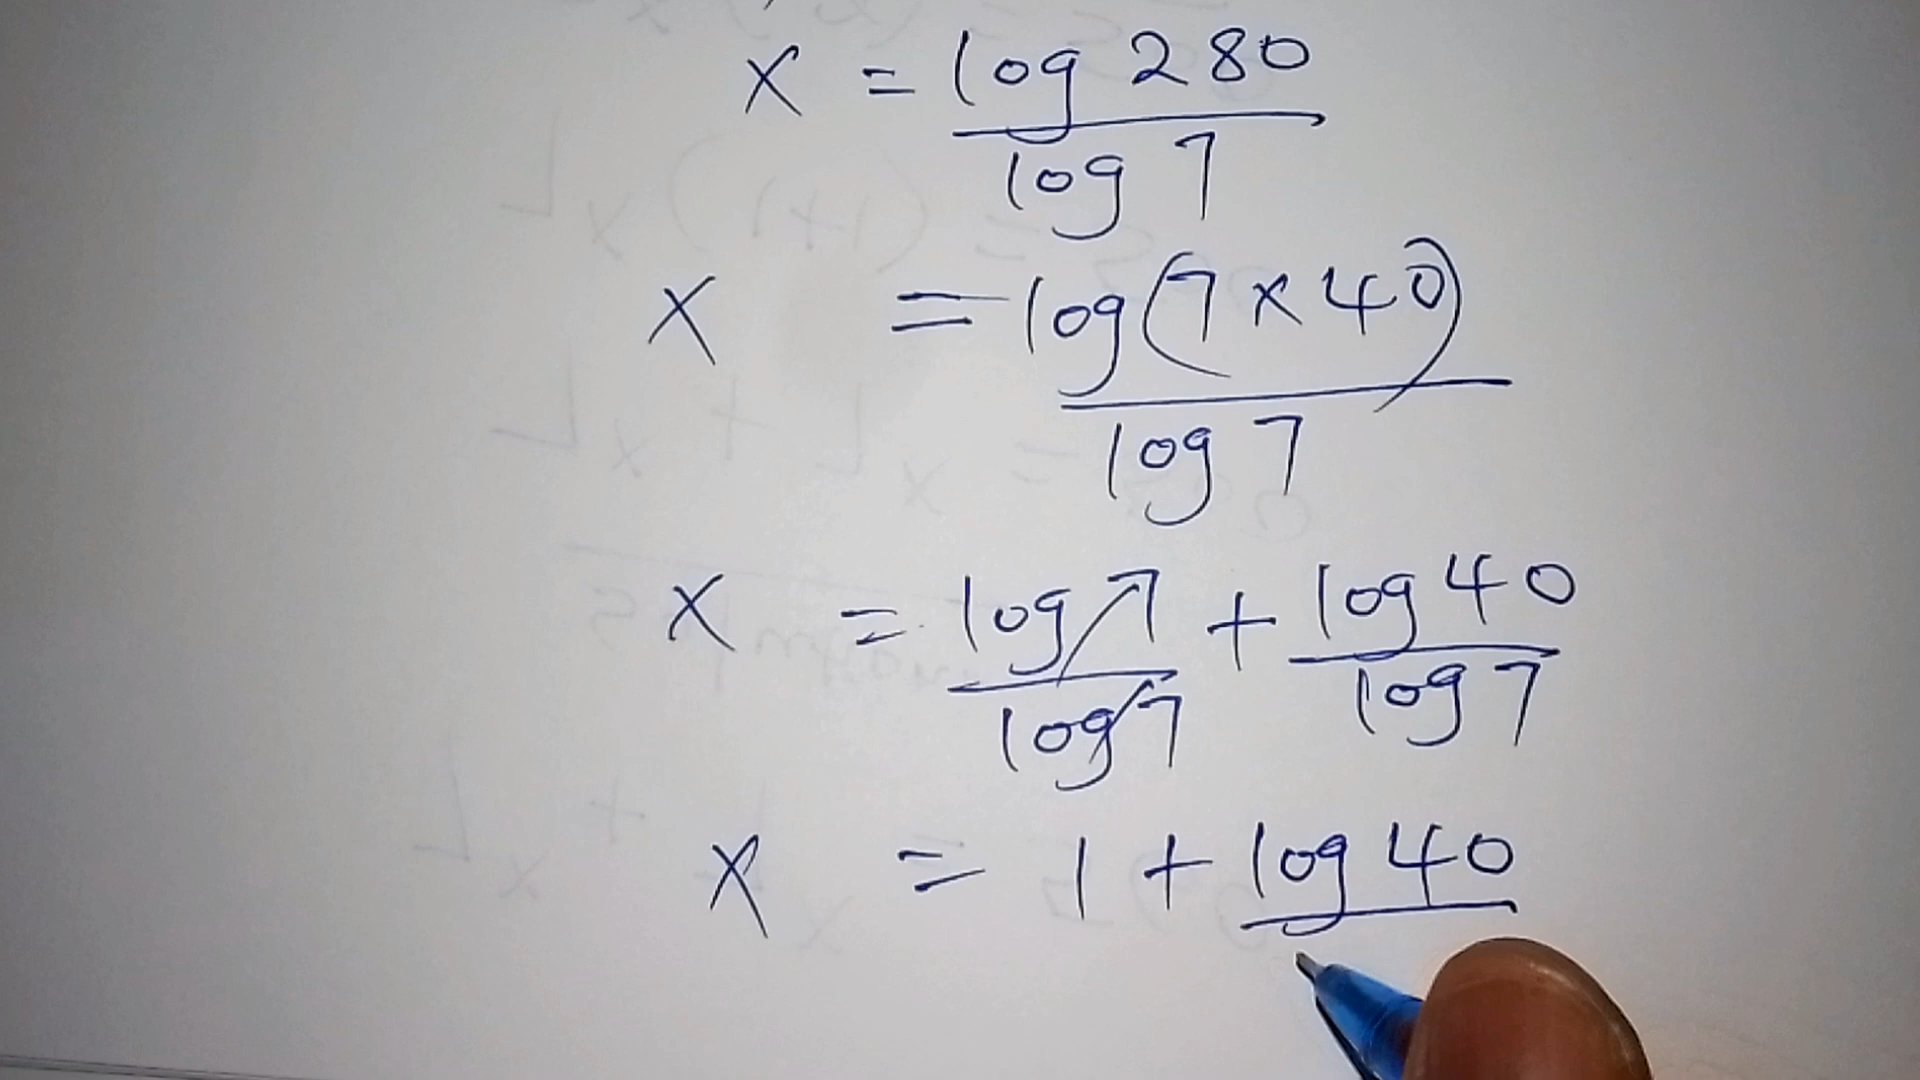 x = log 280 / log 7
x = log(7 x 40) / log 7
x = log 7 / log 7 + log 40 / log 7
x = 1 + log 40